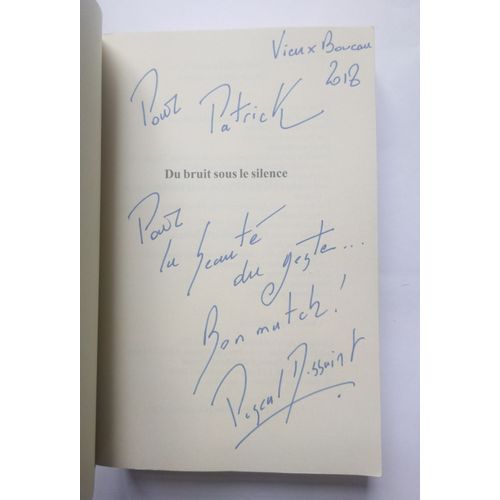 Vieux Boucau
2018
Pour Patrick
Du bruit sous le silence
Pour
la beauté
du geste...
Bon match !
Pascal Dessaint